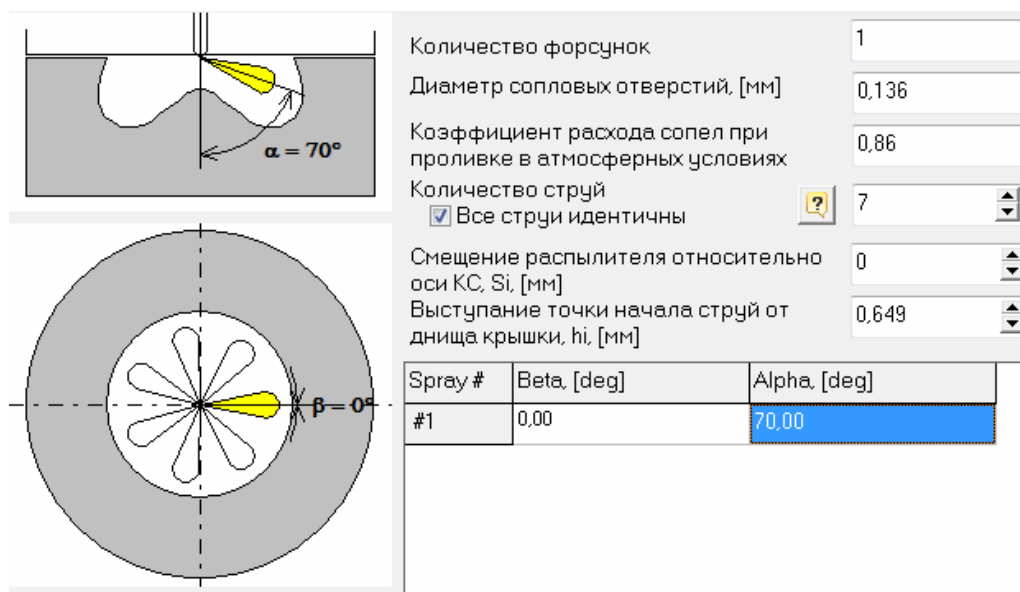 α = 70°
β = 0°
Количество форсунок
1
Диаметр сопловых отверстий, [мм]
0,136
Коэффициент расхода сопел при
проливке в атмосферных условиях
0,86
Количество струй
7
Все струи идентичны
Смещение распылителя относительно
оси КС, Si, [мм]
0
Выступание точки начала струй от
днища крышки, hi, [мм]
0,649
Spray # Beta, [deg] Alpha, [deg]
#1 0,00 70,00